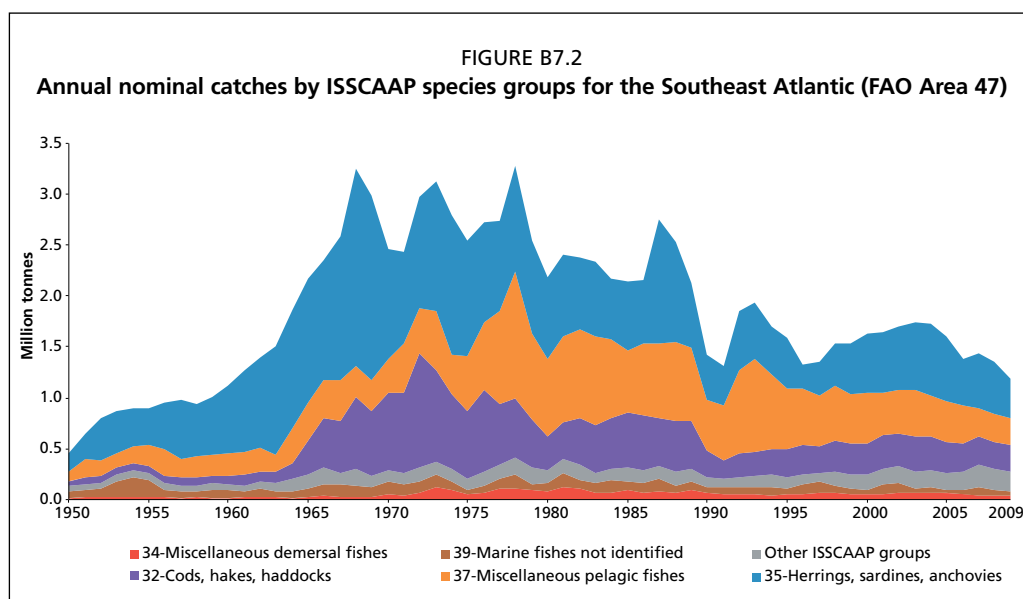 FIGURE B7.2
Annual nominal catches by ISSCAAP species groups for the Southeast Atlantic (FAO Area 47)
3.5
3.0
2.5
2.0
1.5
1.0
0.5
0.0
Million tonnes
1950 1955 1960 1965 1970 1975 1980 1985 1990 1995 2000 2005 2009
34-Miscellaneous demersal fishes 39-Marine fishes not identified Other ISSCAAP groups
32-Cods, hakes, haddocks 37-Miscellaneous pelagic fishes 35-Herrings, sardines, anchovies